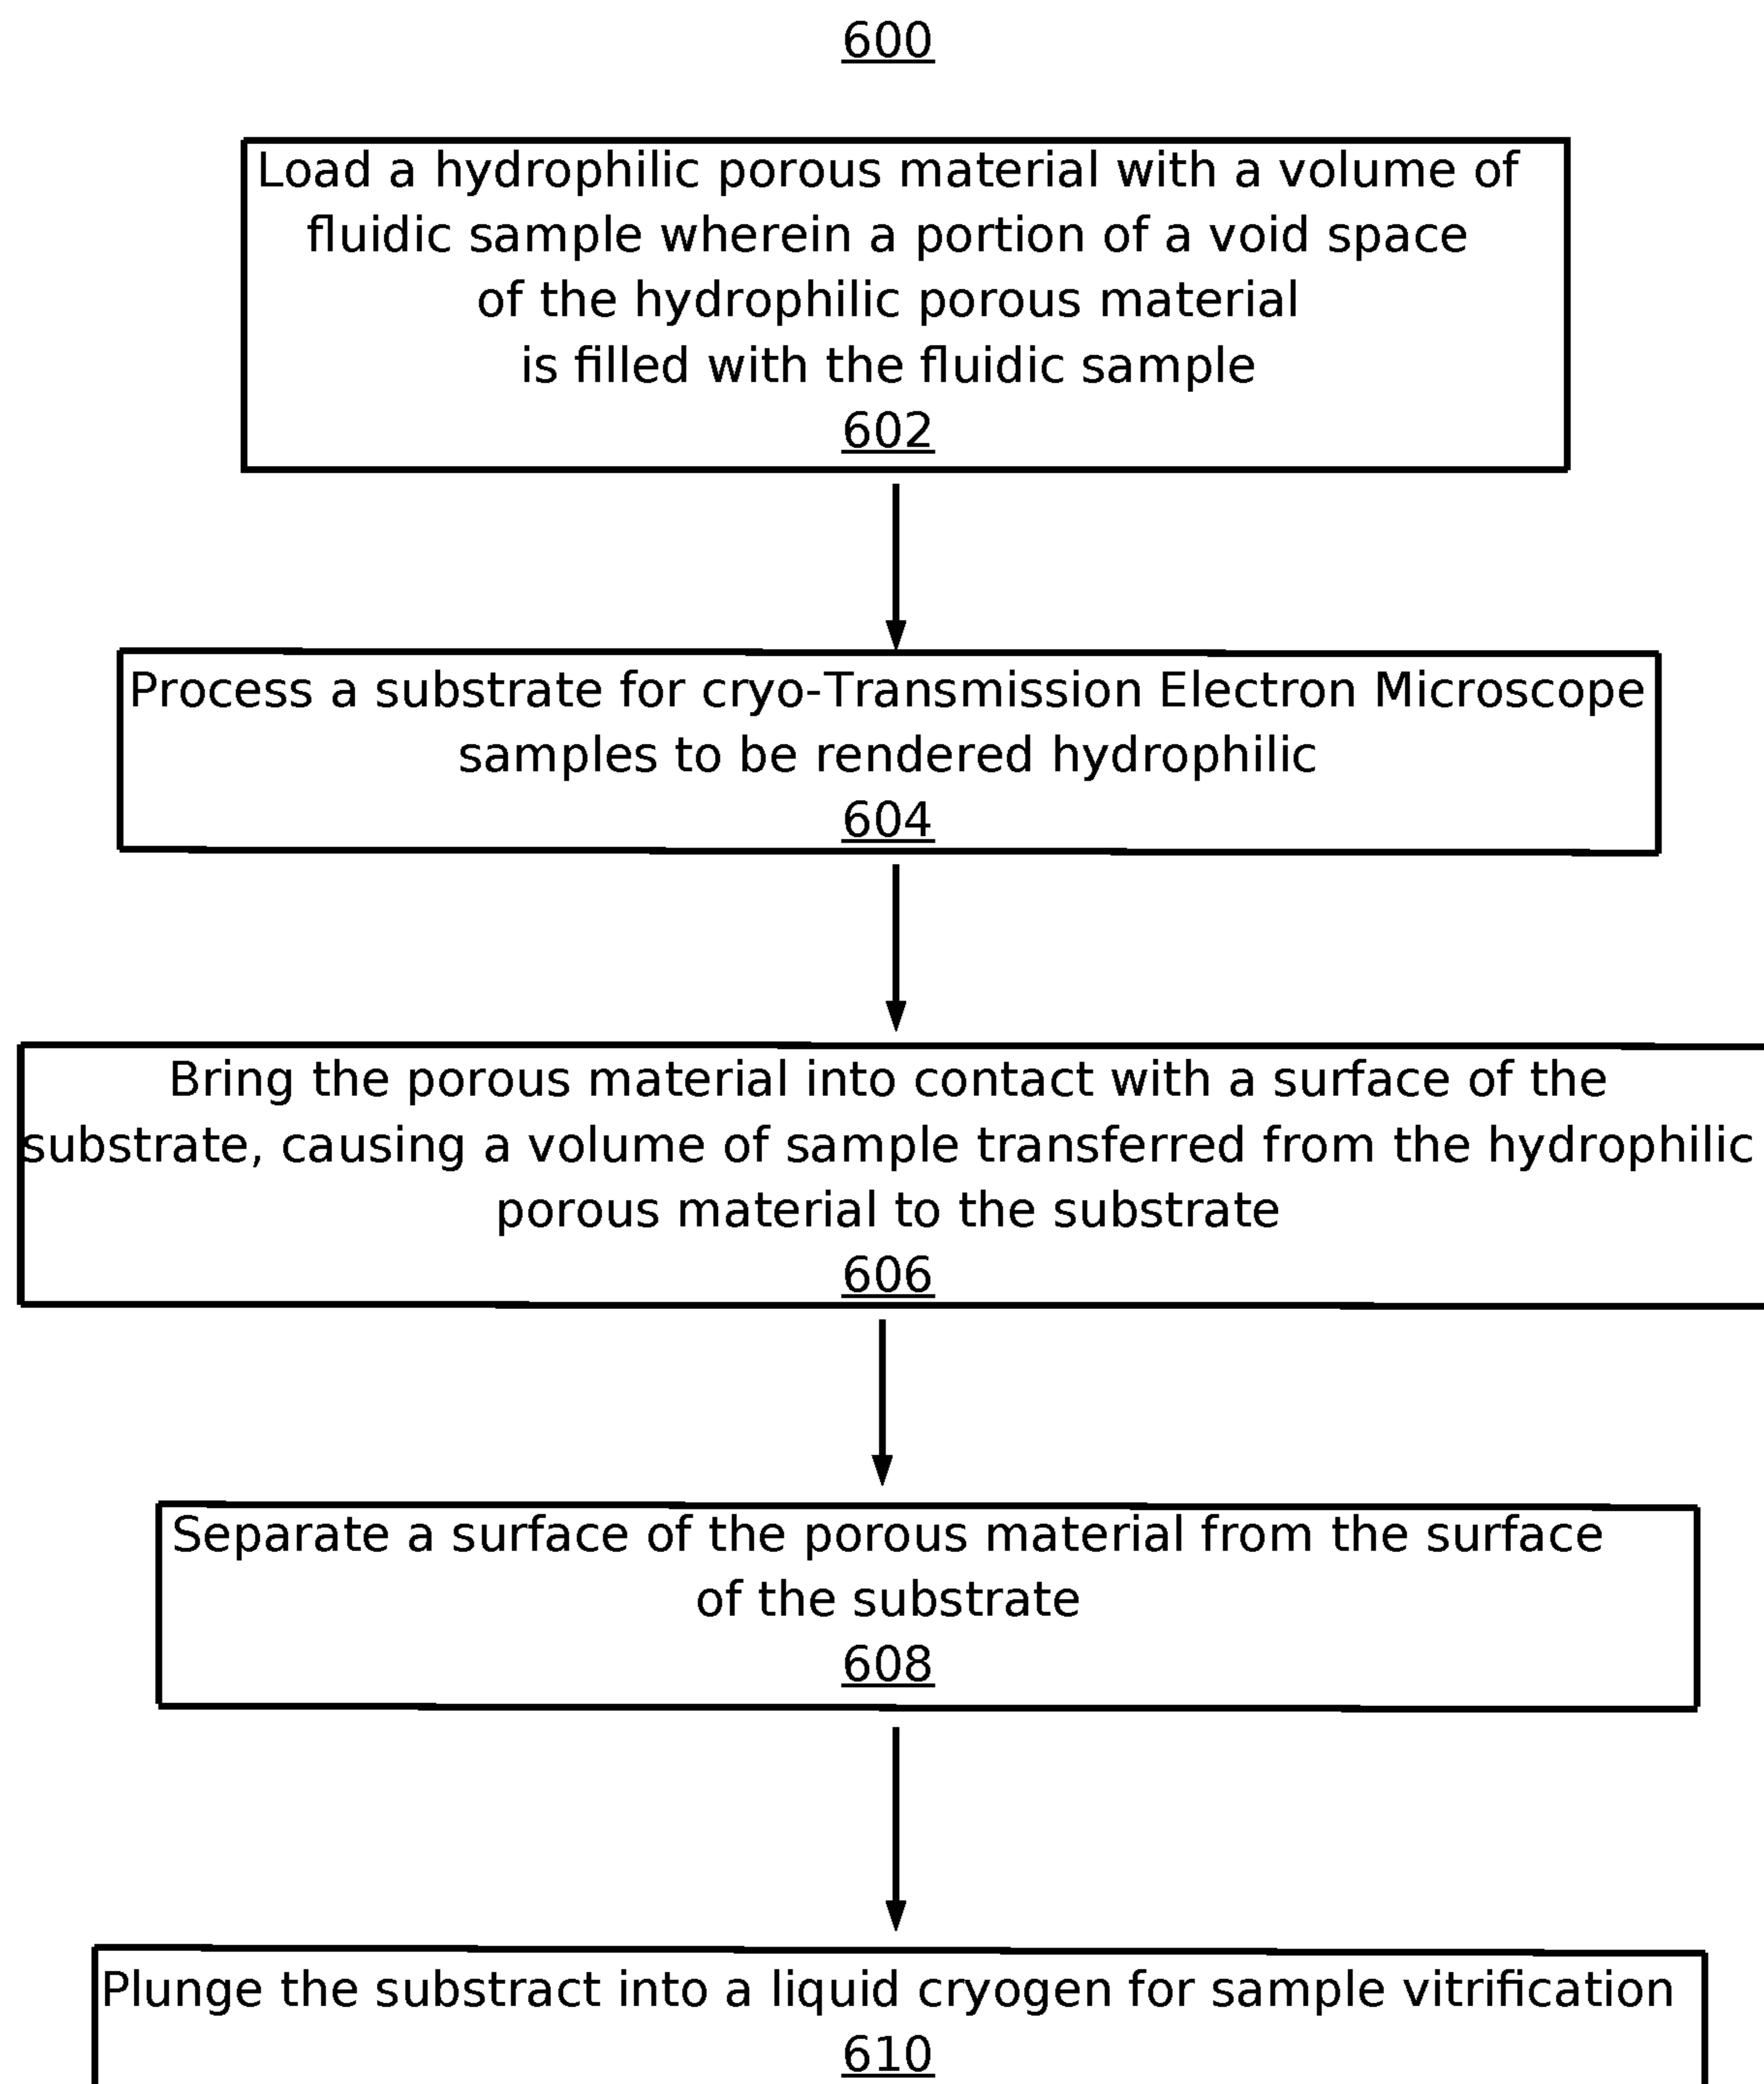 600
Load a hydrophilic porous material with a volume of
fluidic sample wherein a portion of a void space
of the hydrophilic porous material
is filled with the fluidic sample
602
Process a substrate for cryo-Transmission Electron Microscope
samples to be rendered hydrophilic
604
Bring the porous material into contact with a surface of the
substrate, causing a volume of sample transferred from the hydrophilic
porous material to the substrate
606
Separate a surface of the porous material from the surface
of the substrate
608
Plunge the substract into a liquid cryogen for sample vitrification
610